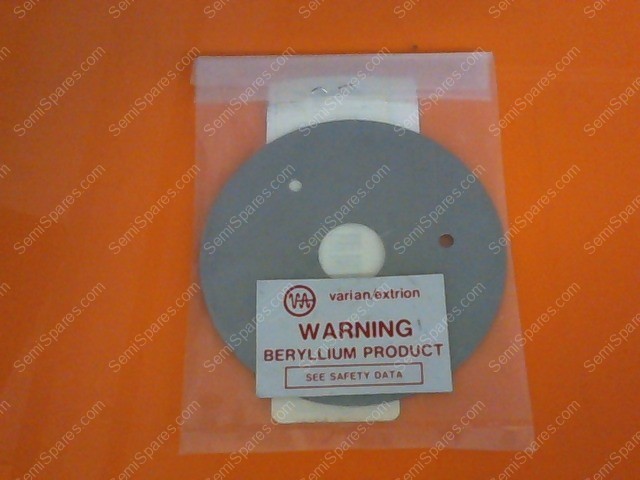 varian/extrion
WARNING
BERYLLIUM PRODUCT
SEE SAFETY DATA
SemiSpares.com